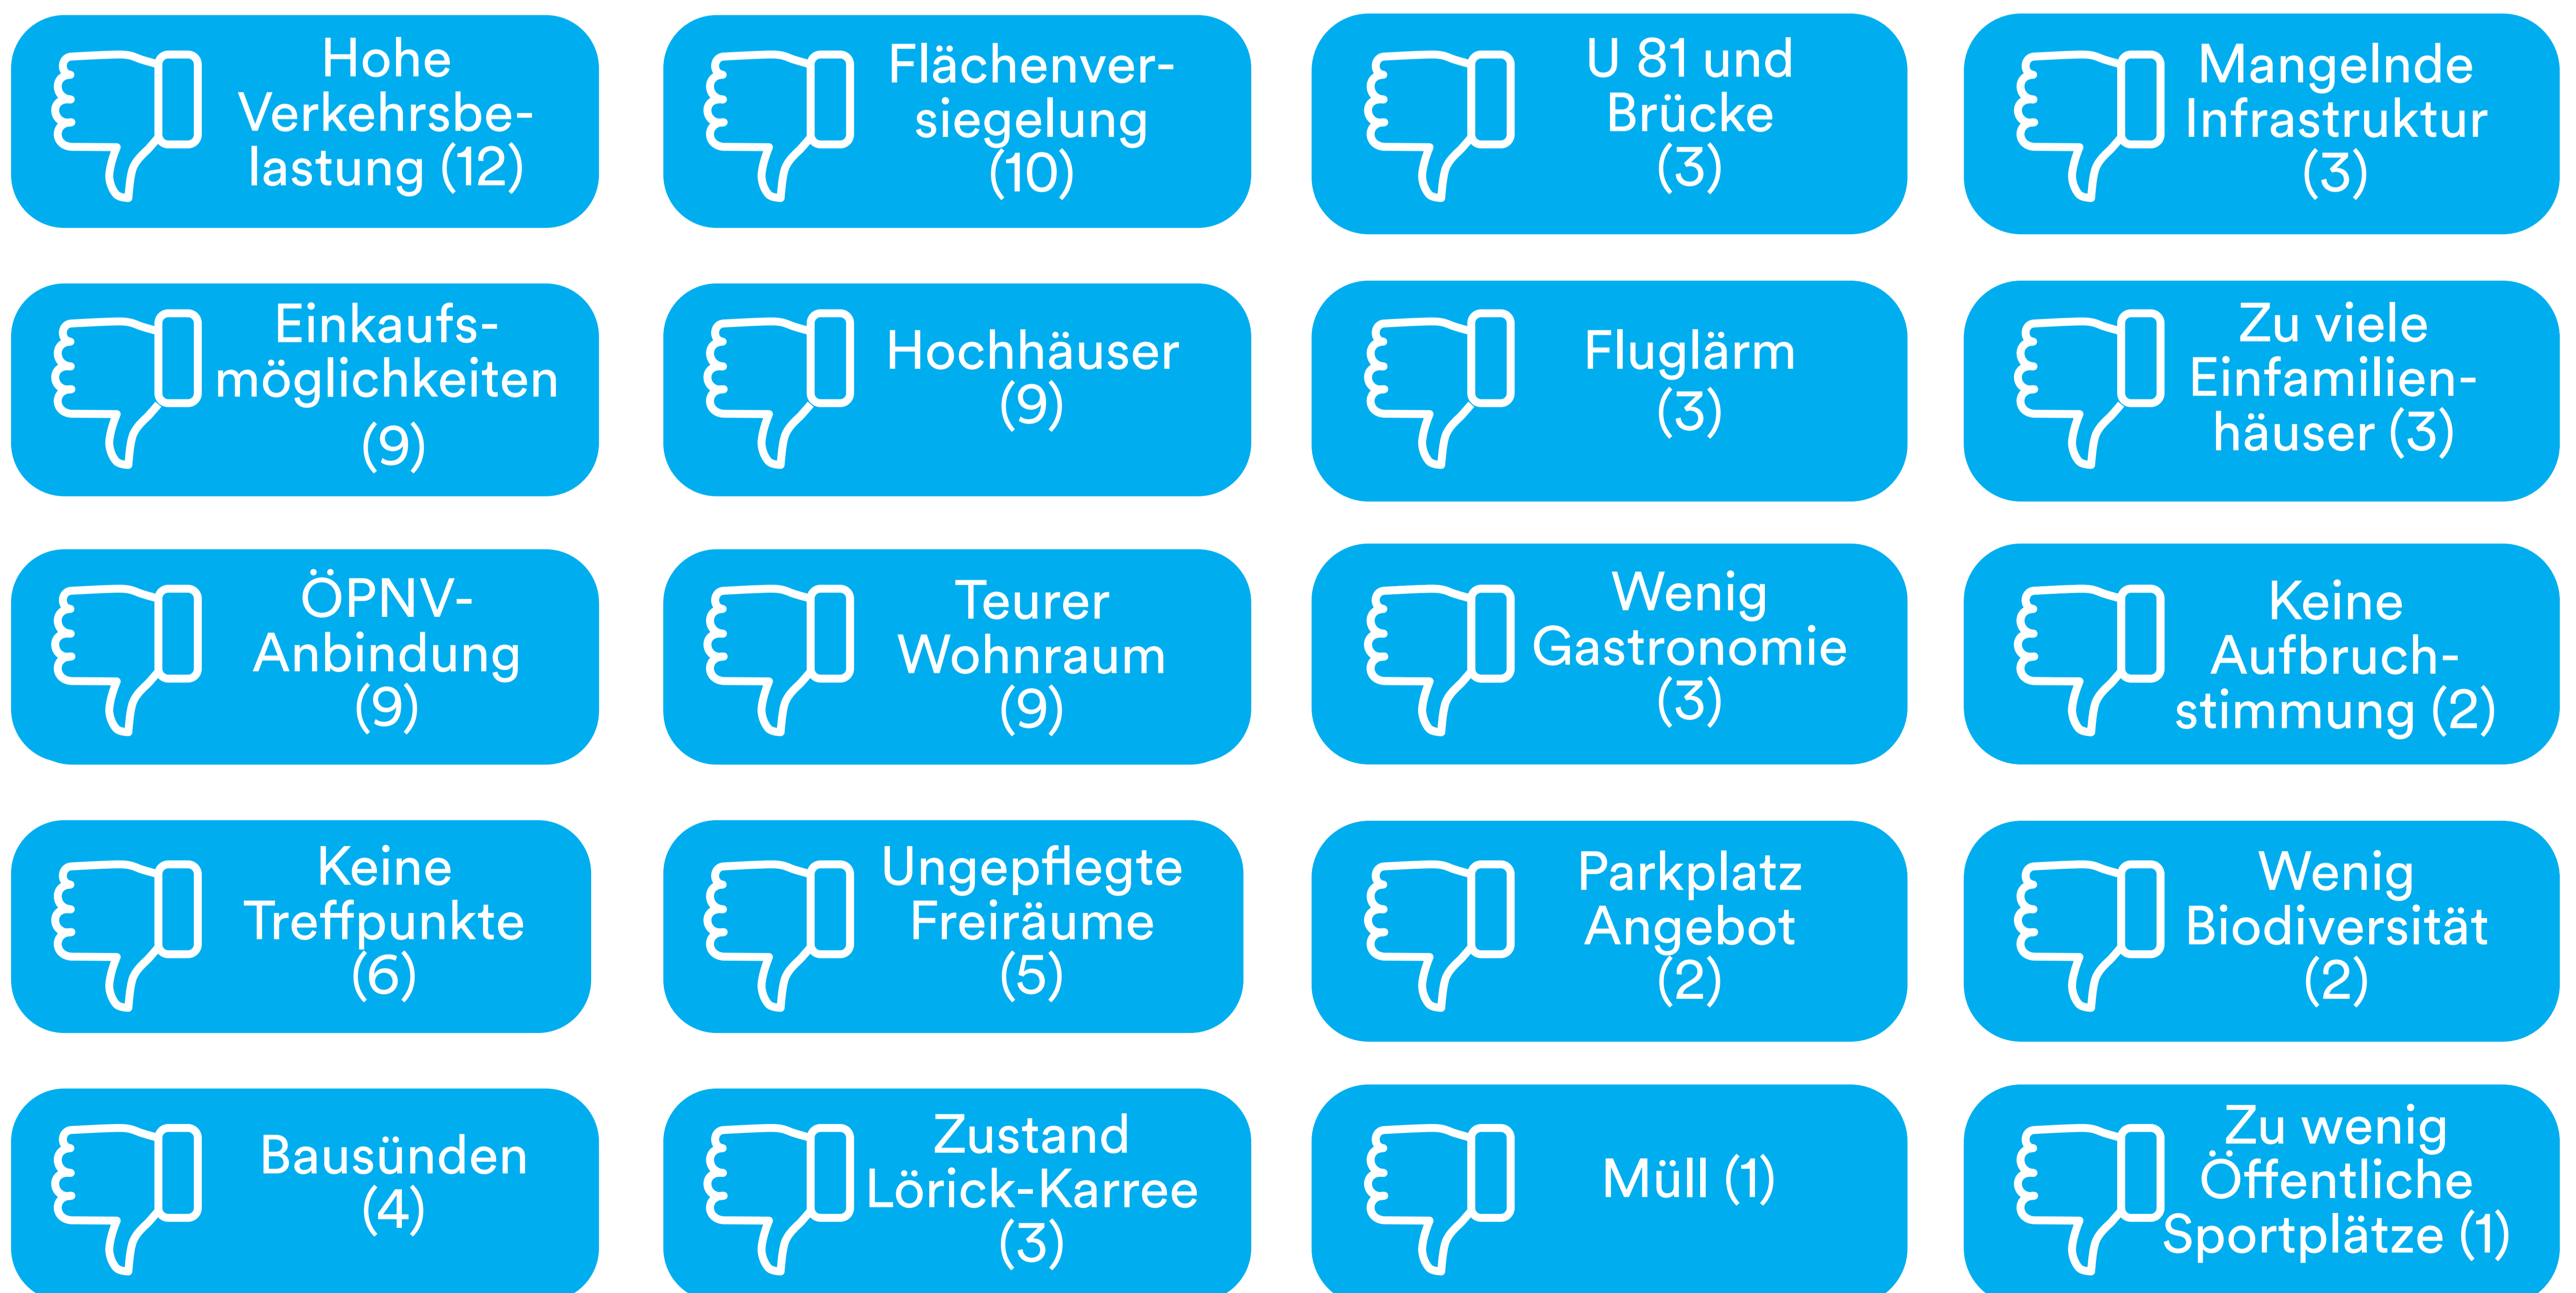 Hohe
Verkehrsbe-
lastung (12)
Flächenver-
siegelung
(10)
U 81 und
Brücke
(3)
Mangelnde
Infrastruktur
(3)
Einkaufs-
möglichkeiten
(9)
Hochhäuser
(9)
Fluglärm
(3)
Zu viele
Einfamilien-
häuser (3)
ÖPNV-
Anbindung
(9)
Teurer
Wohnraum
(9)
Wenig
Gastronomie
(3)
Keine
Aufbruch-
stimmung (2)
Keine
Treffpunkte
(6)
Ungepflegte
Freiräume
(5)
Parkplatz
Angebot
(2)
Wenig
Biodiversität
(2)
Bausünden
(4)
Zustand
Lörick-Karree
(3)
Müll (1)
Zu wenig
Öffentliche
Sportplätze (1)